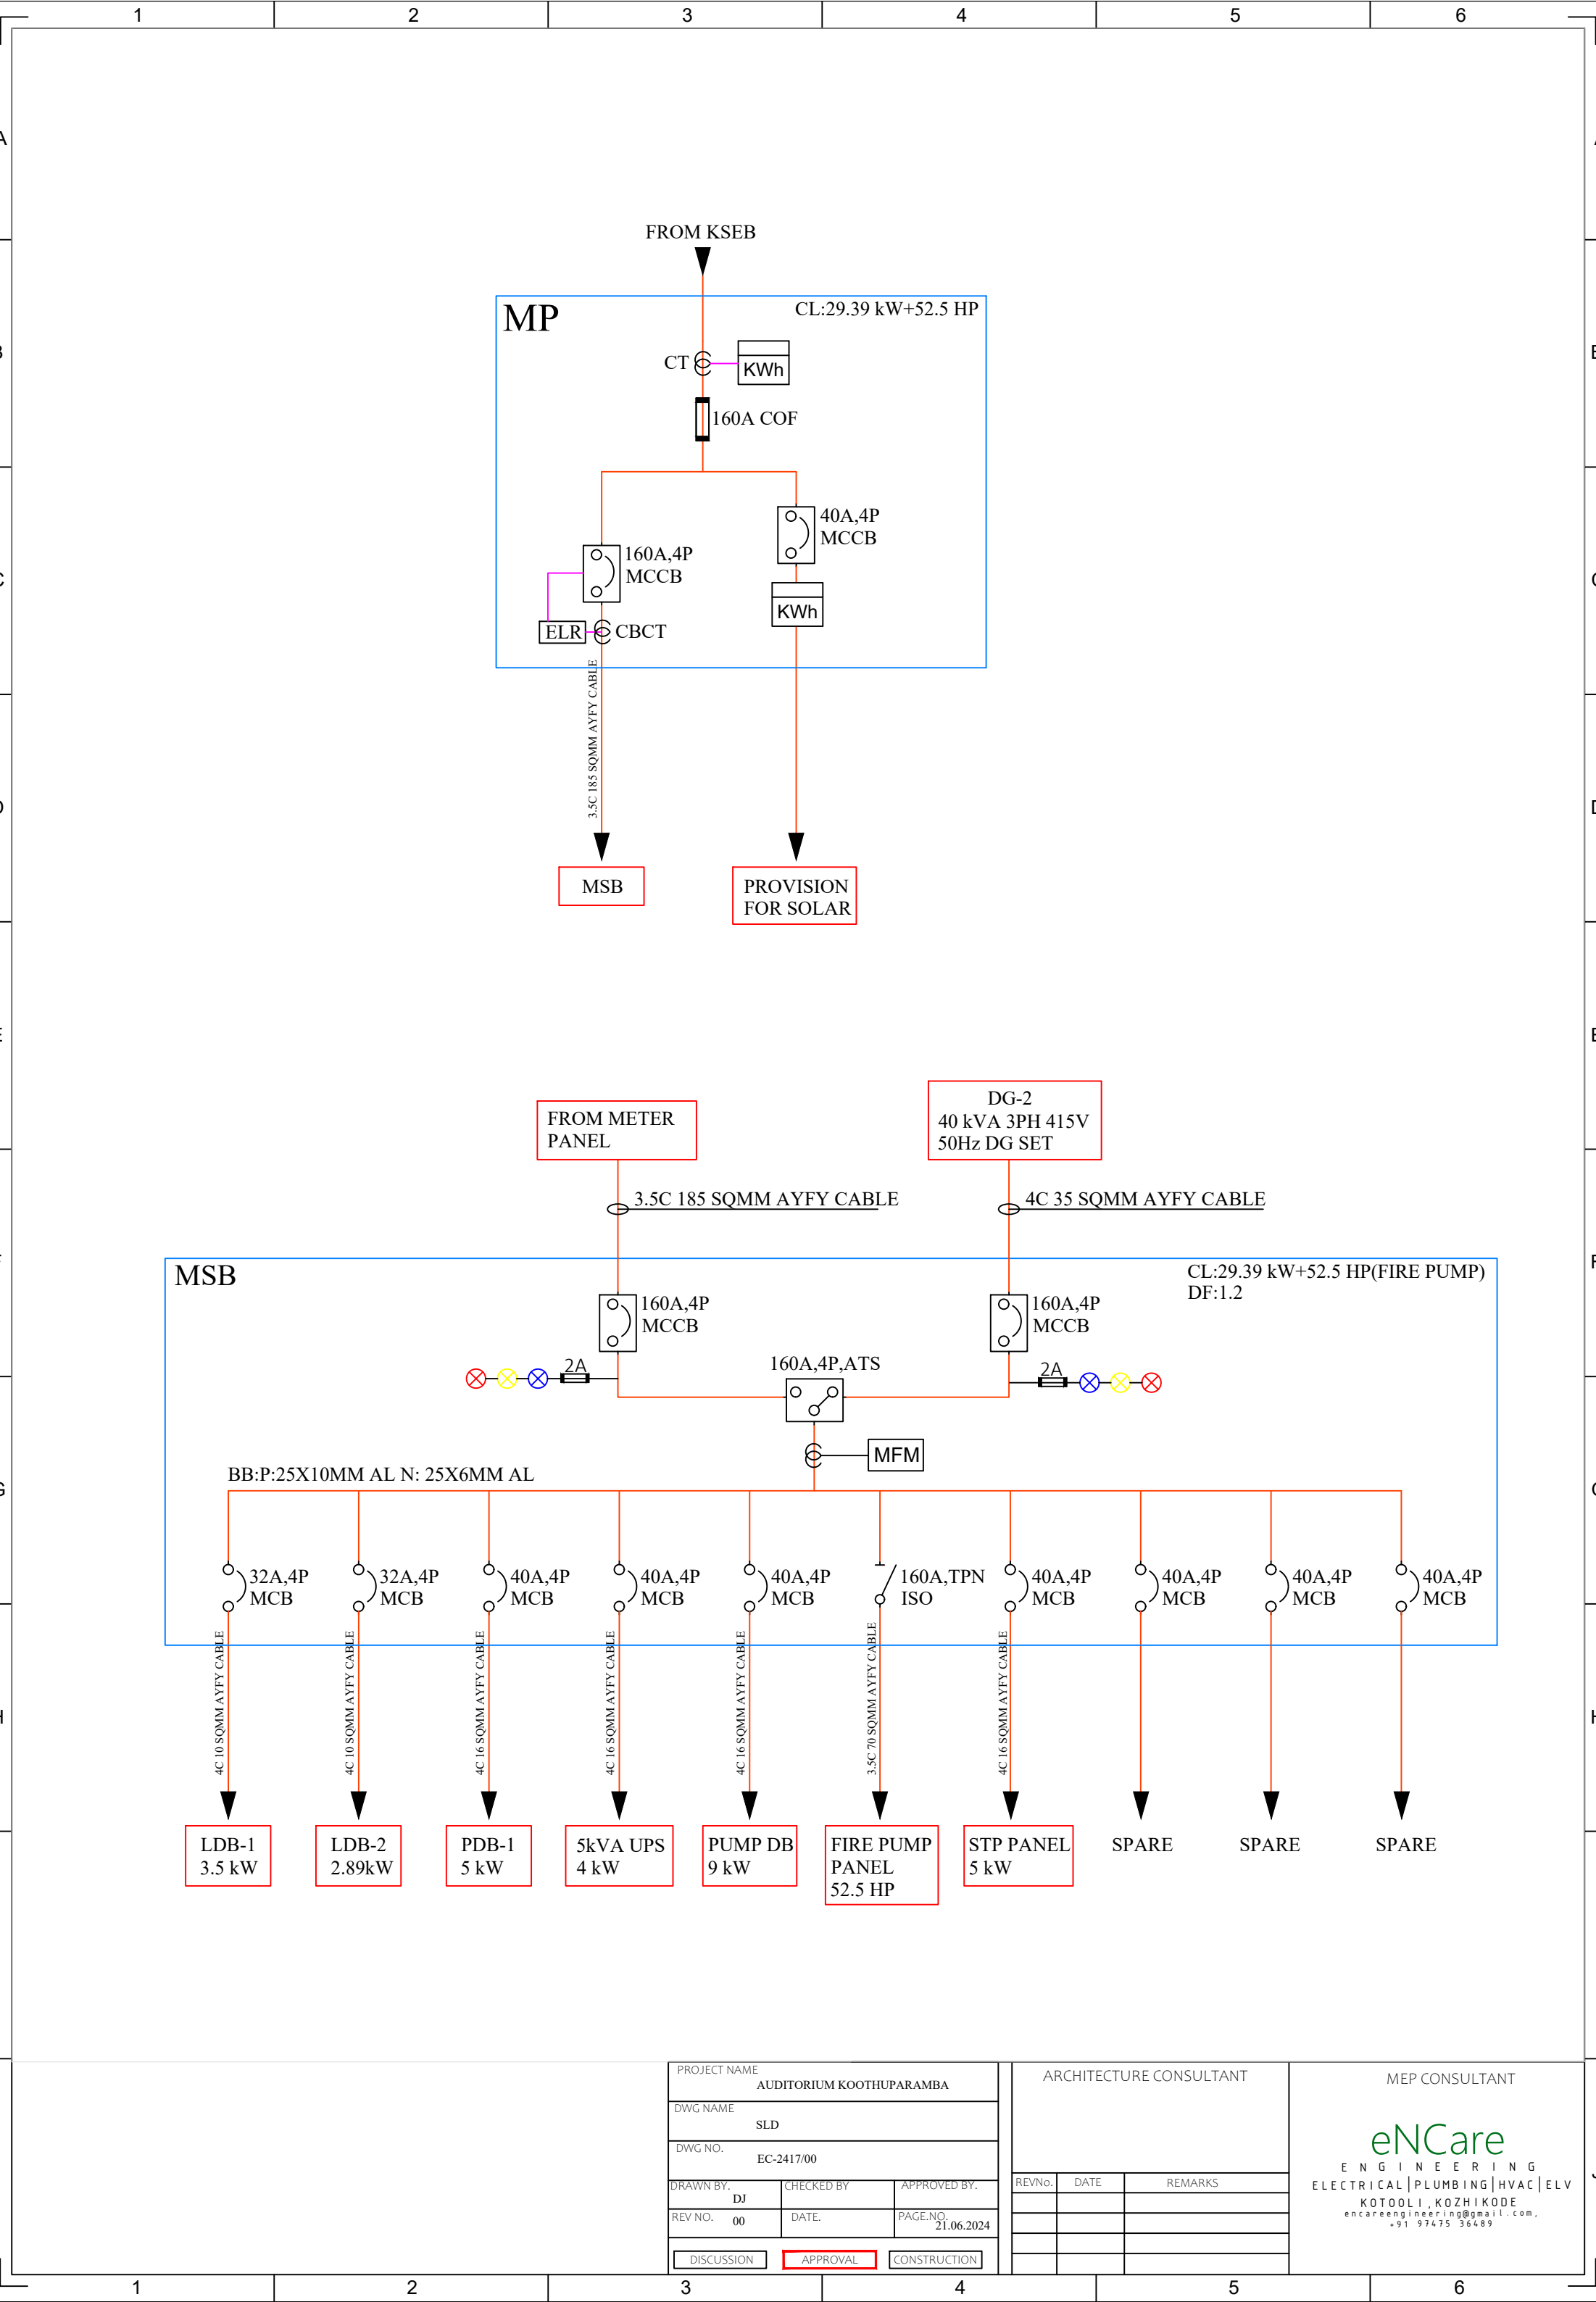 1 2 3 4 5 6
A
FROM KSEB
MP
CL:29.39 kW+52.5 HP
CT
KWh
160A COF
40A,4P
MCCB
160A,4P
MCCB
KWh
ELR
CBCT
3.5C 185 SQMM AYFY CABLE
MSB
PROVISION
FOR SOLAR
FROM METER
PANEL
DG-2
40 kVA 3PH 415V
50Hz DG SET
3.5C 185 SQMM AYFY CABLE
4C 35 SQMM AYFY CABLE
MSB
CL:29.39 kW+52.5 HP(FIRE PUMP)
DF:1.2
160A,4P
MCCB
160A,4P
MCCB
160A,4P,ATS
2A
2A
MFM
BB:P:25X10MM AL N: 25X6MM AL
32A,4P
MCB
32A,4P
MCB
40A,4P
MCB
40A,4P
MCB
40A,4P
MCB
160A,TPN
ISO
40A,4P
MCB
40A,4P
MCB
40A,4P
MCB
40A,4P
MCB
4C 10 SQMM AYFY CABLE
4C 10 SQMM AYFY CABLE
4C 16 SQMM AYFY CABLE
4C 16 SQMM AYFY CABLE
4C 16 SQMM AYFY CABLE
3.5C 70 SQMM AYFY CABLE
4C 16 SQMM AYFY CABLE
LDB-1
3.5 kW
LDB-2
2.89kW
PDB-1
5 kW
5kVA UPS
4 kW
PUMP DB
9 kW
FIRE PUMP
PANEL
52.5 HP
STP PANEL
5 kW
SPARE
SPARE
SPARE
PROJECT NAME
AUDITORIUM KOOTHUPARAMBA
DWG NAME
SLD
DWG NO.
EC-2417/00
DRAWN BY.
DJ
CHECKED BY
APPROVED BY.
REV NO.
00
DATE.
PAGE.NO.
21.06.2024
DISCUSSION
APPROVAL
CONSTRUCTION
ARCHITECTURE CONSULTANT
REVNo.
DATE
REMARKS
MEP CONSULTANT
eNCare
ENGINEERING
ELECTRICAL|PLUMBING|HVAC|ELV
KOTOOLI,KOZHIKODE
encareengineering@gmail.com,
+91 97475 36489
1 2 3 4 5 6